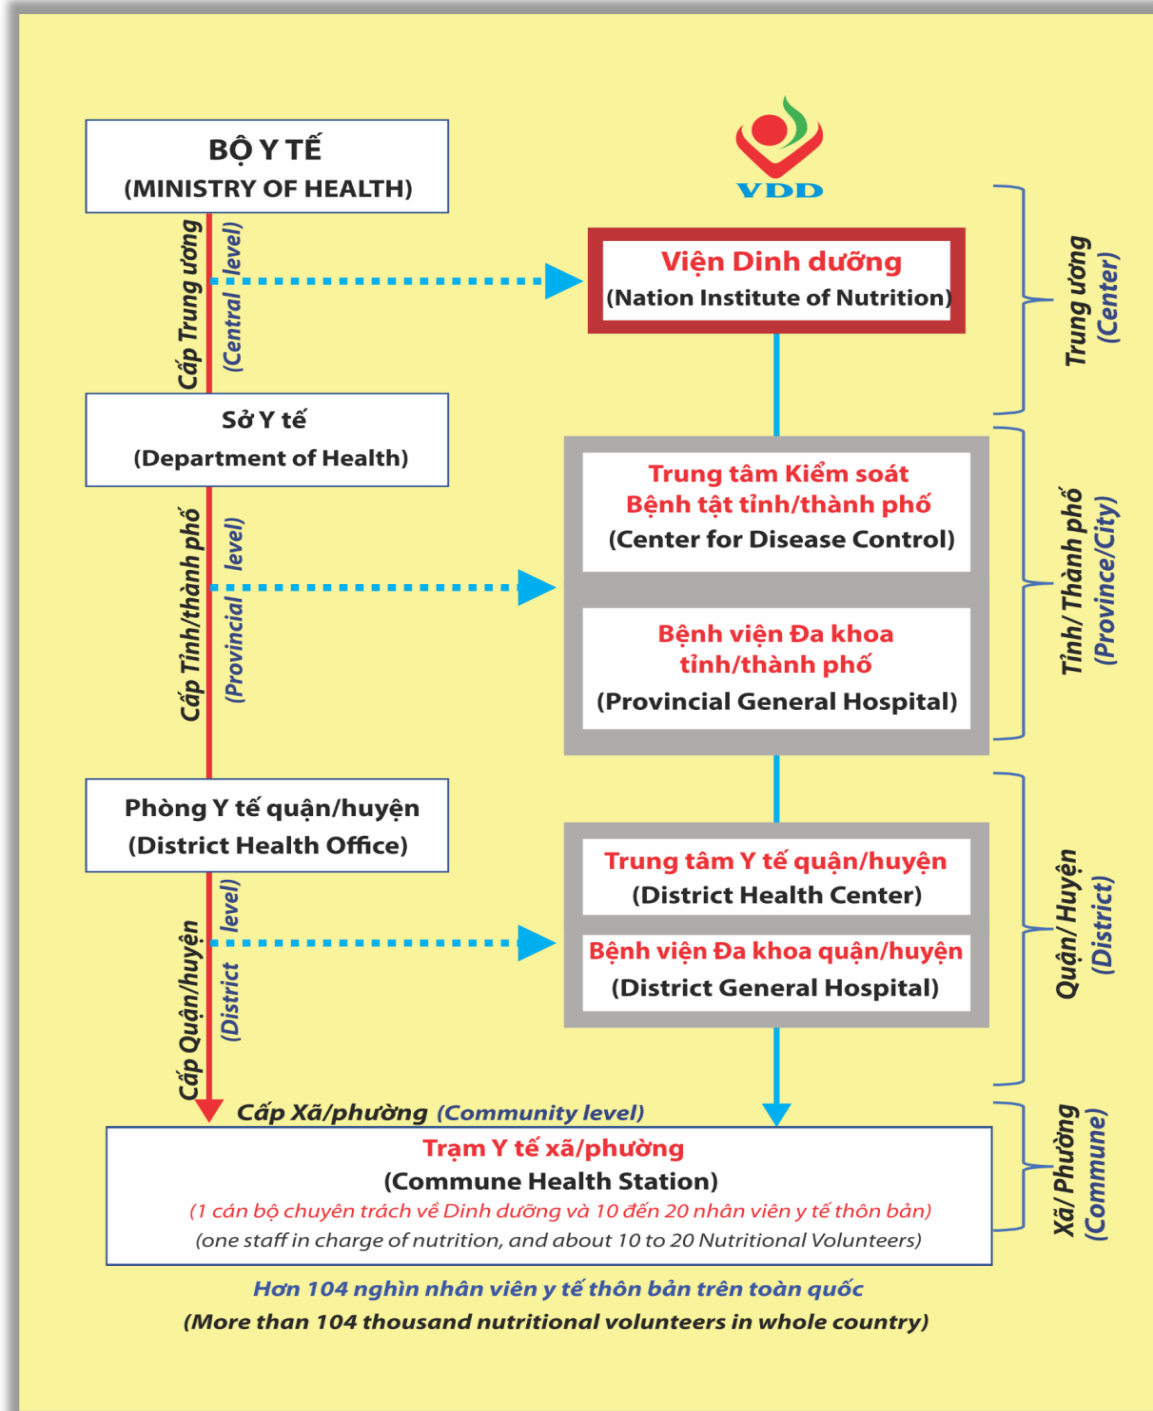 BỘ Y TẾ
(MINISTRY OF HEALTH)
VDD
Cấp Trung ương
(Central level)
Viện Dinh dưỡng
(Nation Institute of Nutrition)
Trung ương
(Center)
Sở Y tế
(Department of Health)
Cấp Tỉnh/thành phố
(Provincial level)
Trung tâm Kiểm soát
Bệnh tật tỉnh/thành phố
(Center for Disease Control)
Bệnh viện Đa khoa
tỉnh/thành phố
(Provincial General Hospital)
Tỉnh/ Thành phố
(Province/City)
Phòng Y tế quận/huyện
(District Health Office)
Cấp Quận/huyện
(District level)
Trung tâm Y tế quận/huyện
(District Health Center)
Bệnh viện Đa khoa quận/huyện
(District General Hospital)
Quận/ Huyện
(District)
Cấp Xã/phường (Community level)
Trạm Y tế xã/phường
(Commune Health Station)
(1 cán bộ chuyên trách về Dinh dưỡng và 10 đến 20 nhân viên y tế thôn bản)
(one staff in charge of nutrition, and about 10 to 20 Nutritional Volunteers)
Xã/ Phường
(Commune)
Hơn 104 nghìn nhân viên y tế thôn bản trên toàn quốc
(More than 104 thousand nutritional volunteers in whole country)